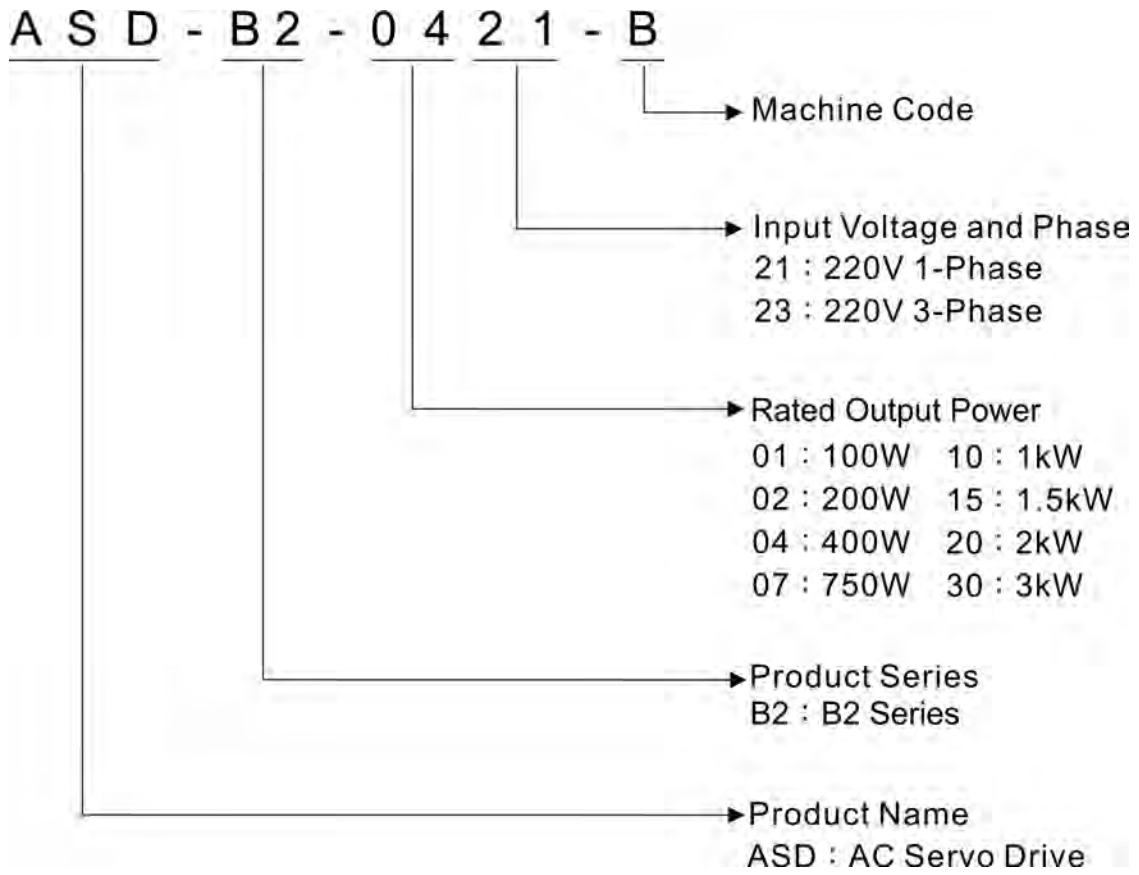 A S D - B 2 - 0 4 2 1 - B
Machine Code
Input Voltage and Phase
21：220V 1-Phase
23：220V 3-Phase
Rated Output Power
01：100W 10：1kW
02：200W 15：1.5kW
04：400W 20：2kW
07：750W 30：3kW
Product Series
B2：B2 Series
Product Name
ASD：AC Servo Drive